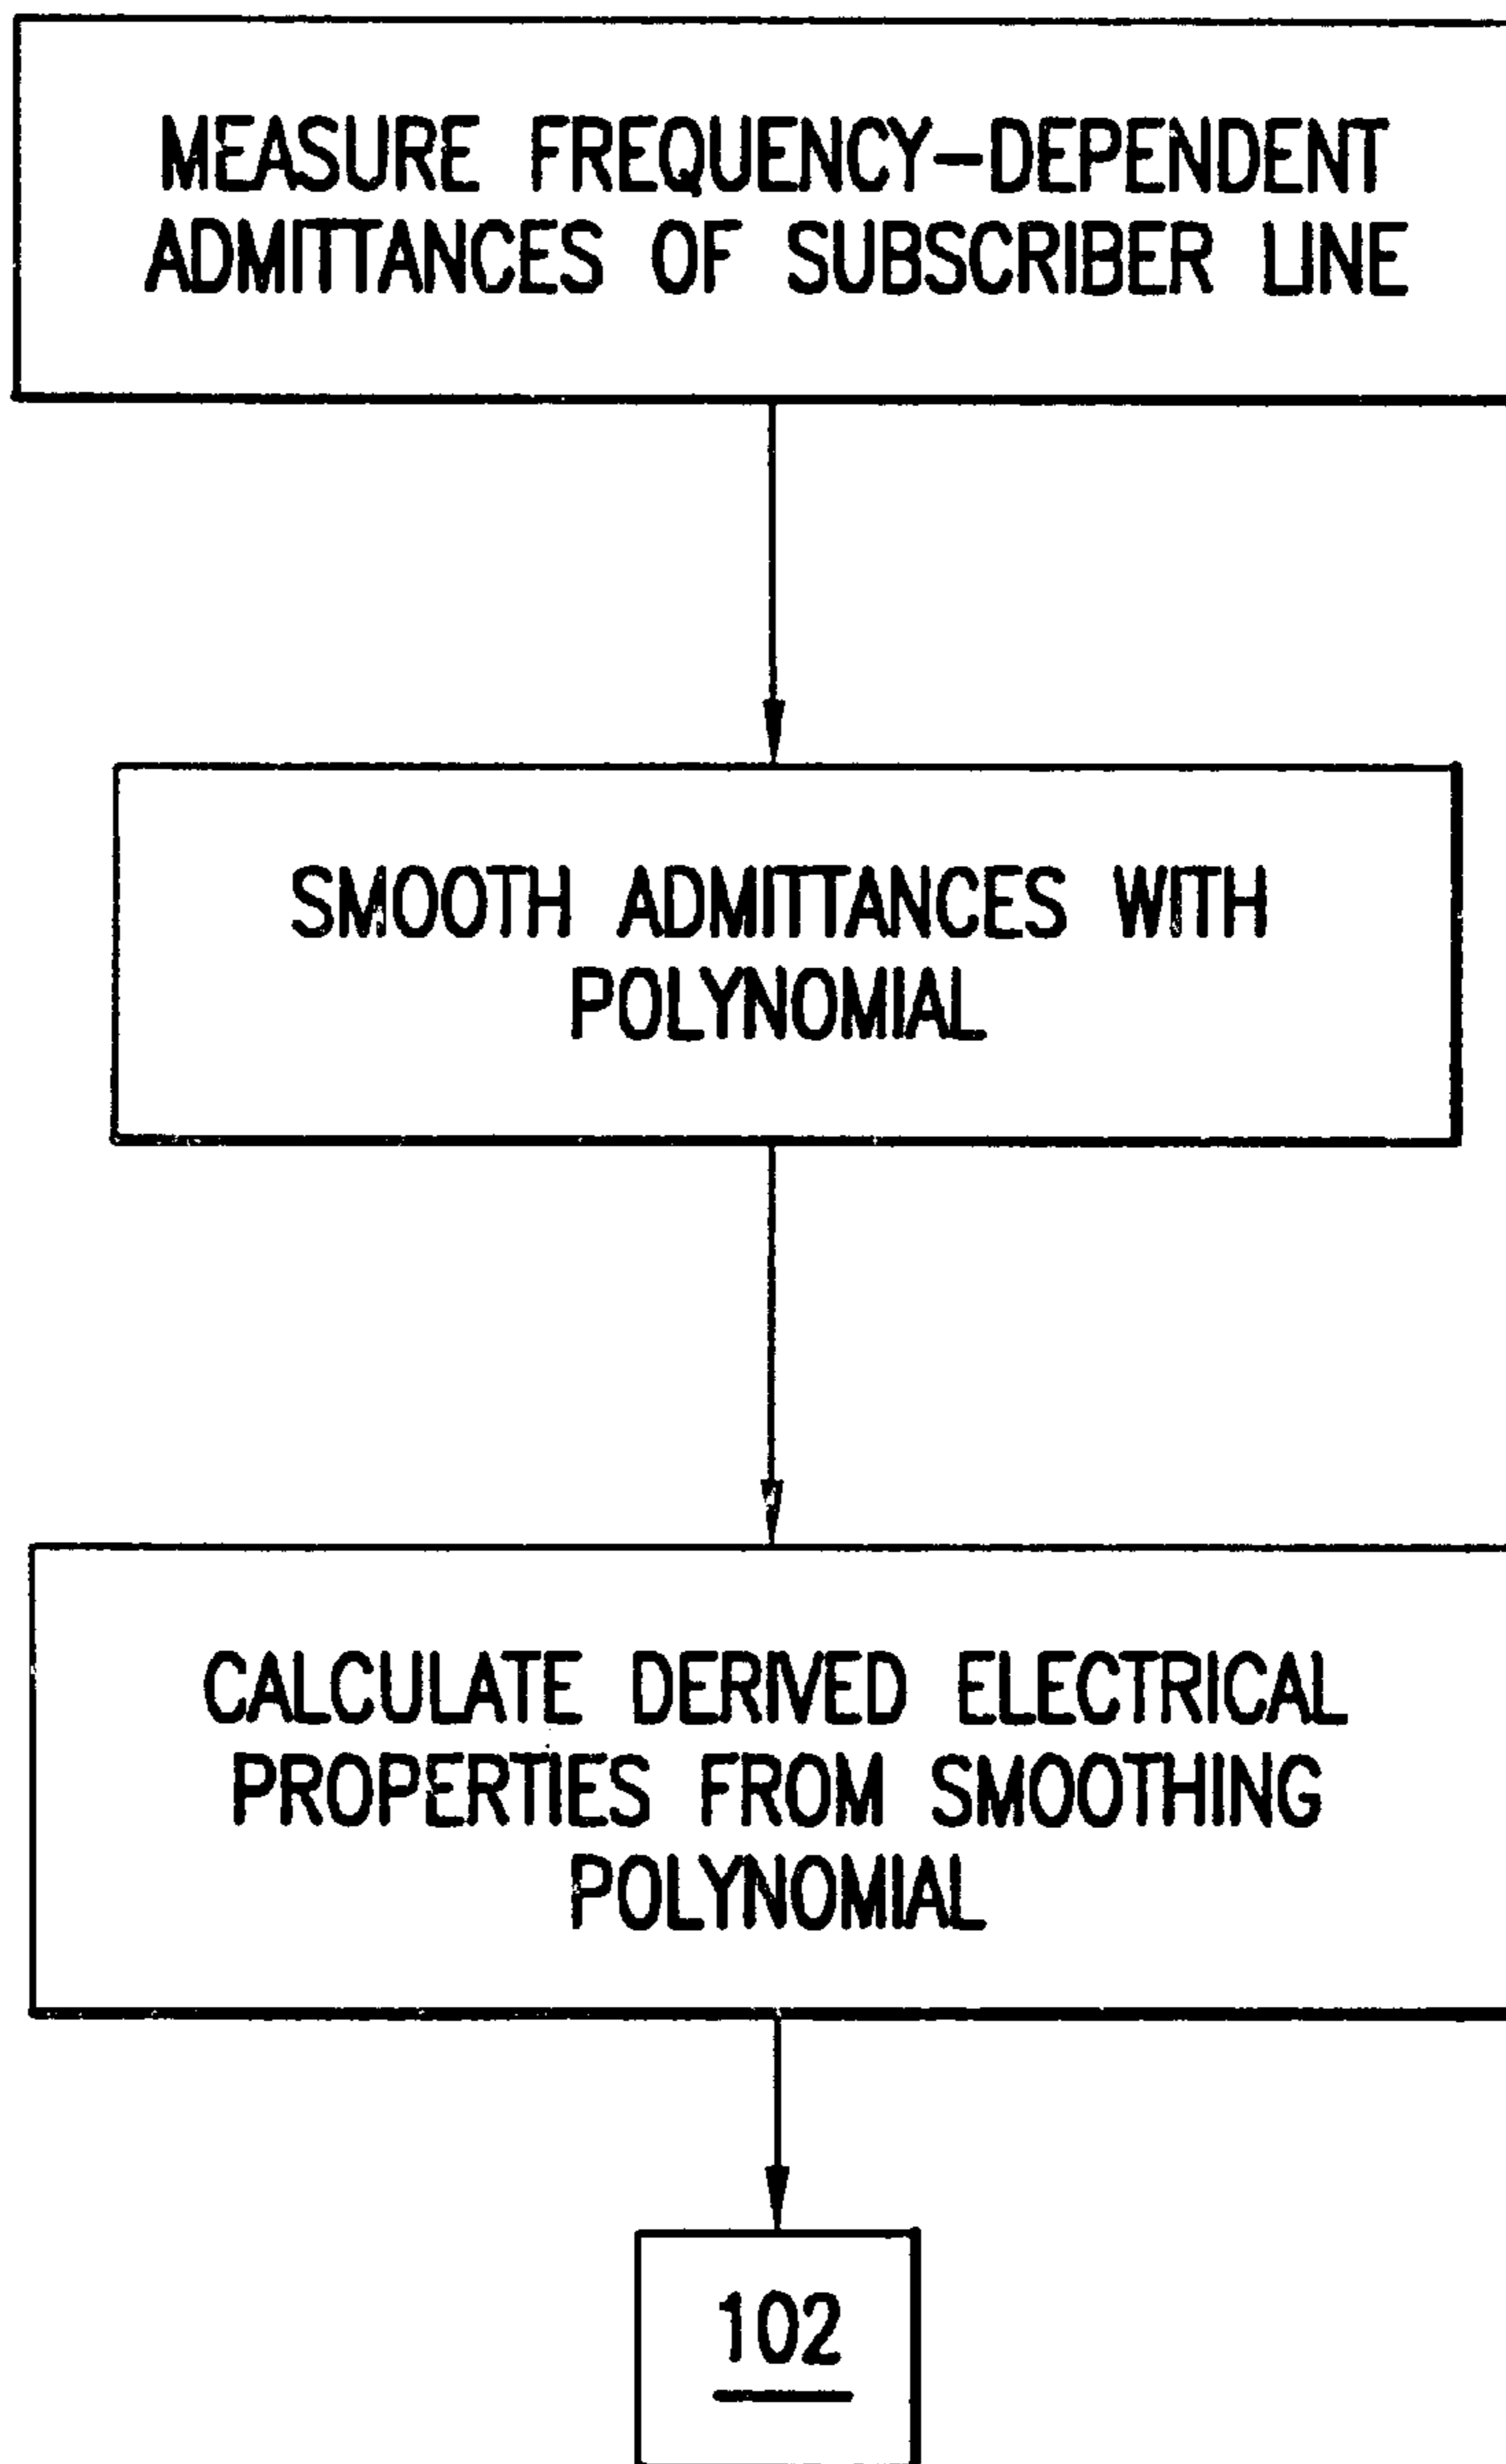 MEASURE FREQUENCY-DEPENDENT
ADMITTANCES OF SUBSCRIBER LINE
SMOOTH ADMITTANCES WITH
POLYNOMIAL
CALCULATE DERIVED ELECTRICAL
PROPERTIES FROM SMOOTHING
POLYNOMIAL
102